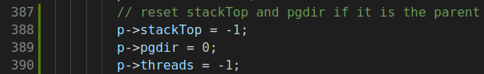 387 // reset stackTop and pgdir if it is the parent
388 p->stackTop = -1;
389 p->pgdir = 0;
390 p->threads = -1;